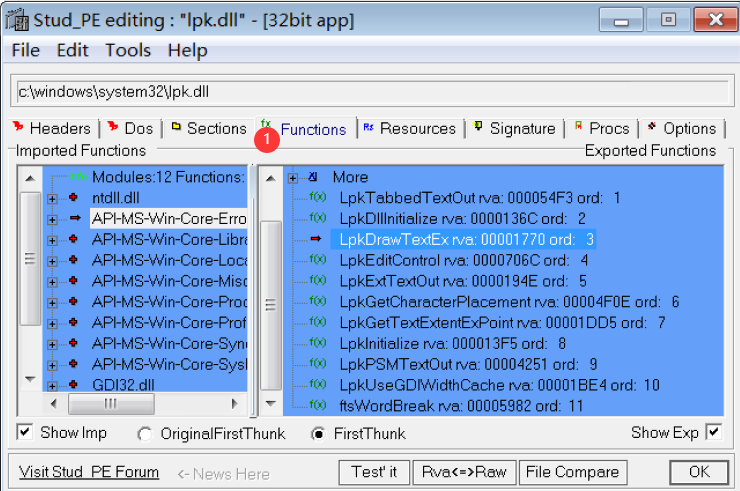 Stud_PE editing : "lpk.dll" - [32bit app]
File Edit Tools Help
c:\windows\system32\lpk.dll
Headers Dos Sections Functions Resources Signature Procs Options
1
Imported Functions Exported Functions
Modules:12 Functions:
ntdll.dll
API-MS-Win-Core-Erro
API-MS-Win-Core-Libra
API-MS-Win-Core-Loca
API-MS-Win-Core-Misc
API-MS-Win-Core-Proc
API-MS-Win-Core-Prof
API-MS-Win-Core-Syn
API-MS-Win-Core-Sysl
GDI32.dll
More
f(x) LpkTabbedTextOut rva: 000054F3 ord: 1
f(x) LpkDllInitialize rva: 0000136C ord: 2
LpkDrawTextEx rva: 00001770 ord: 3
f(x) LpkEditControl rva: 0000706C ord: 4
f(x) LpkExtTextOut rva: 0000194E ord: 5
f(x) LpkGetCharacterPlacement rva: 00004F0E ord: 6
f(x) LpkGetTextExtentExPoint rva: 00001DD5 ord: 7
f(x) LpkInitialize rva: 000013F5 ord: 8
f(x) LpkPSMTextOut rva: 00004251 ord: 9
f(x) LpkUseGDIWidthCache rva: 00001BE4 ord: 10
f(x) ftsWordBreak rva: 00005982 ord: 11
Show Imp OriginalFirstThunk FirstThunk Show Exp
Visit Stud_PE Forum <- News Here Test' it Rva<=>Raw File Compare OK